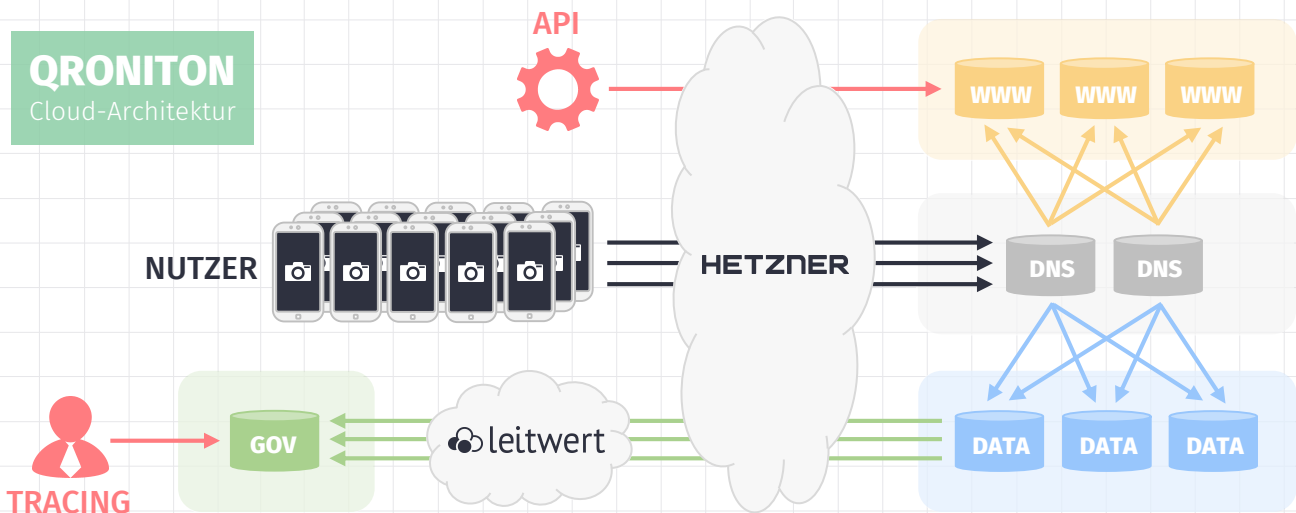 API
QRONITON
Cloud-Architektur
WWW
WWW
WWW
NUTZER
HETZNER
DNS
DNS
GOV
leitwert
DATA
DATA
DATA
TRACING